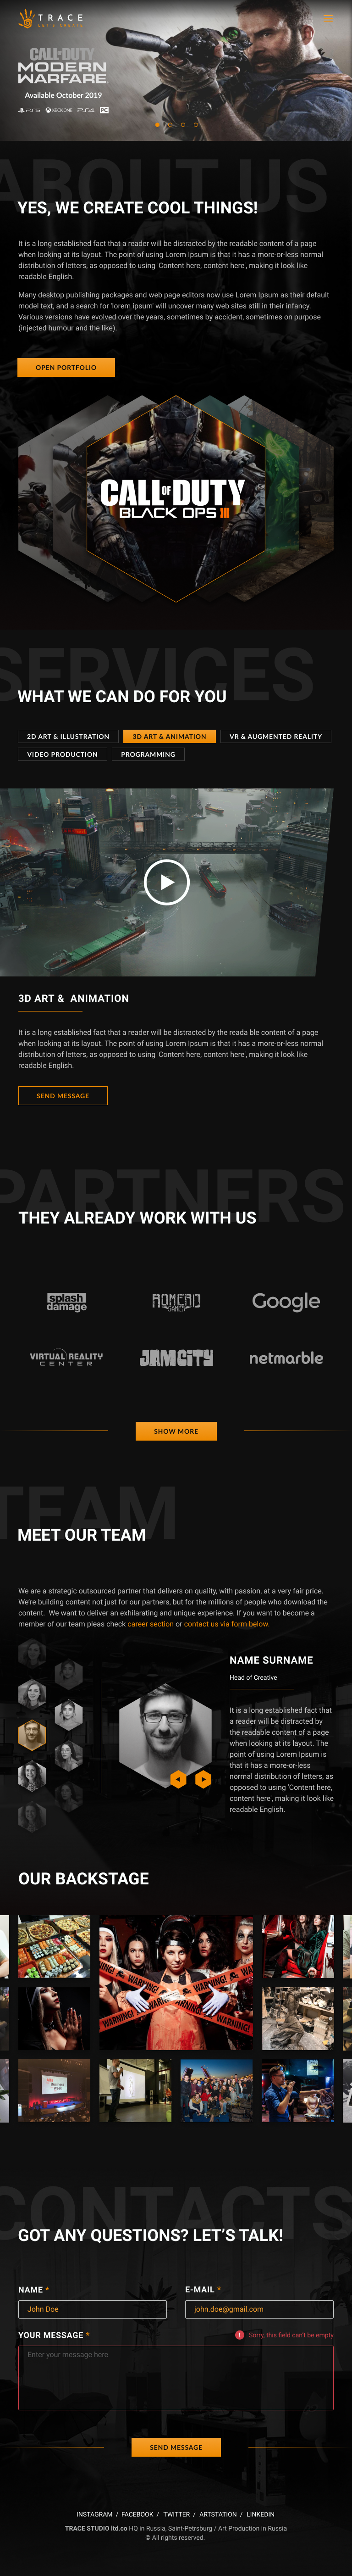 TRACE
LET'S CREATE
CALL OF DUTY
MODERN
WARFARE
Available October 2019
PS5 XBOX ONE PS4 PC
ABOUT US
YES, WE CREATE COOL THINGS!
It is a long established fact that a reader will be distracted by the readable content of a page
when looking at its layout. The point of using Lorem Ipsum is that it has a more-or-less normal
distribution of letters, as opposed to using 'Content here, content here', making it look like
readable English.
Many desktop publishing packages and web page editors now use Lorem Ipsum as their default
model text, and a search for 'lorem ipsum' will uncover many web sites still in their infancy.
Various versions have evolved over the years, sometimes by accident, sometimes on purpose
(injected humour and the like).
OPEN PORTFOLIO
CALL OF DUTY
BLACK OPS III
SERVICES
WHAT WE CAN DO FOR YOU
2D ART & ILLUSTRATION 3D ART & ANIMATION VR & AUGMENTED REALITY
VIDEO PRODUCTION PROGRAMMING
3D ART & ANIMATION
It is a long established fact that a reader will be distracted by the reada ble content of a page
when looking at its layout. The point of using Lorem Ipsum is that it has a more-or-less normal
distribution of letters, as opposed to using 'Content here, content here', making it look like
readable English.
SEND MESSAGE
PARTNERS
THEY ALREADY WORK WITH US
splash
damage
ROMERO
GAMES
Google
VIRTUAL REALITY
CENTER
JAMCITY
netmarble
SHOW MORE
TEAM
MEET OUR TEAM
We are a strategic outsourced partner that delivers on quality, with passion, at a very fair price.
We're building content not just for our partners, but for the millions of people who download the
content. We want to deliver an exhilarating and unique experience. If you want to become a
member of our team pleas check career section or contact us via form below.
NAME SURNAME
Head of Creative
It is a long established fact that
a reader will be distracted by
the readable content of a page
when looking at its layout. The
point of using Lorem Ipsum is
that it has a more-or-less
normal distribution of letters, as
opposed to using 'Content here,
content here', making it look like
readable English.
OUR BACKSTAGE
WARNING! WARNING! WARNING!
WARNING! WARNING!
CONTACTS
GOT ANY QUESTIONS? LET'S TALK!
NAME *
John Doe
E-MAIL *
john.doe@gmail.com
YOUR MESSAGE *
! Sorry, this field can't be empty
Enter your message here
SEND MESSAGE
INSTAGRAM / FACEBOOK / TWITTER / ARTSTATION / LINKEDIN
TRACE STUDIO ltd.co HQ in Russia, Saint-Petrsburg / Art Production in Russia
© All rights reserved.